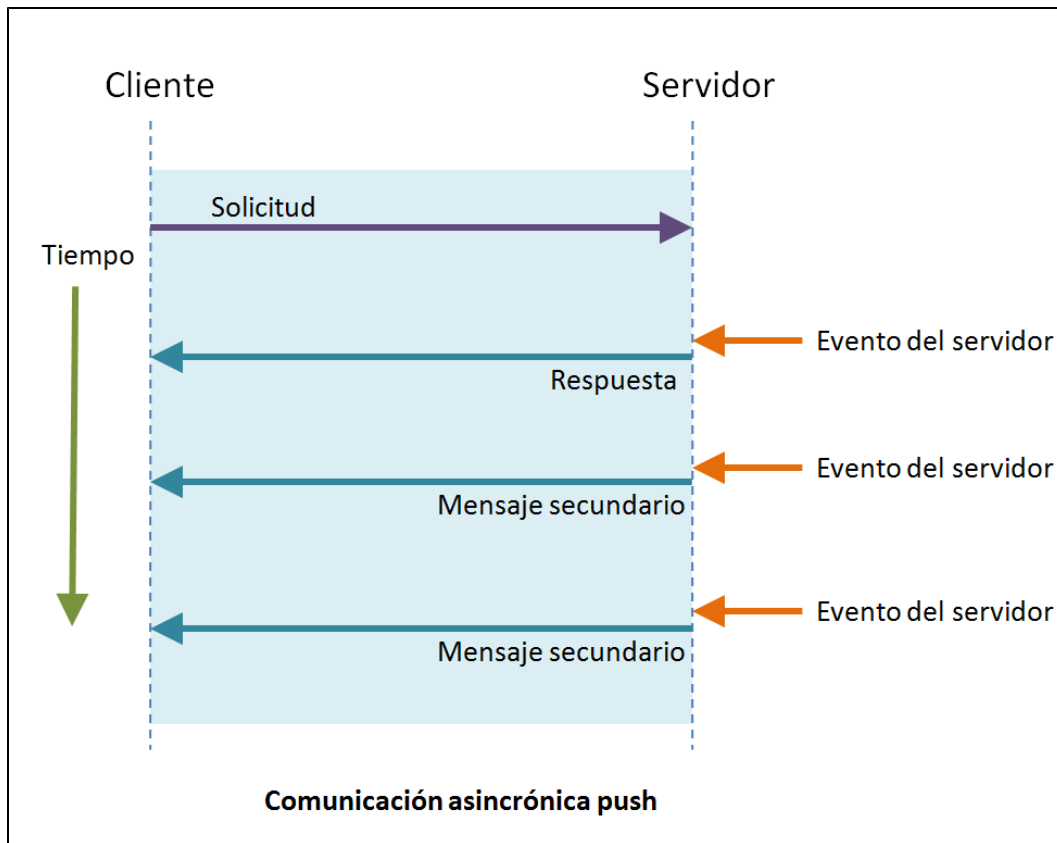 Cliente
Servidor
Solicitud
Tiempo
Evento del servidor
Respuesta
Evento del servidor
Mensaje secundario
Evento del servidor
Mensaje secundario
Comunicación asincrónica push